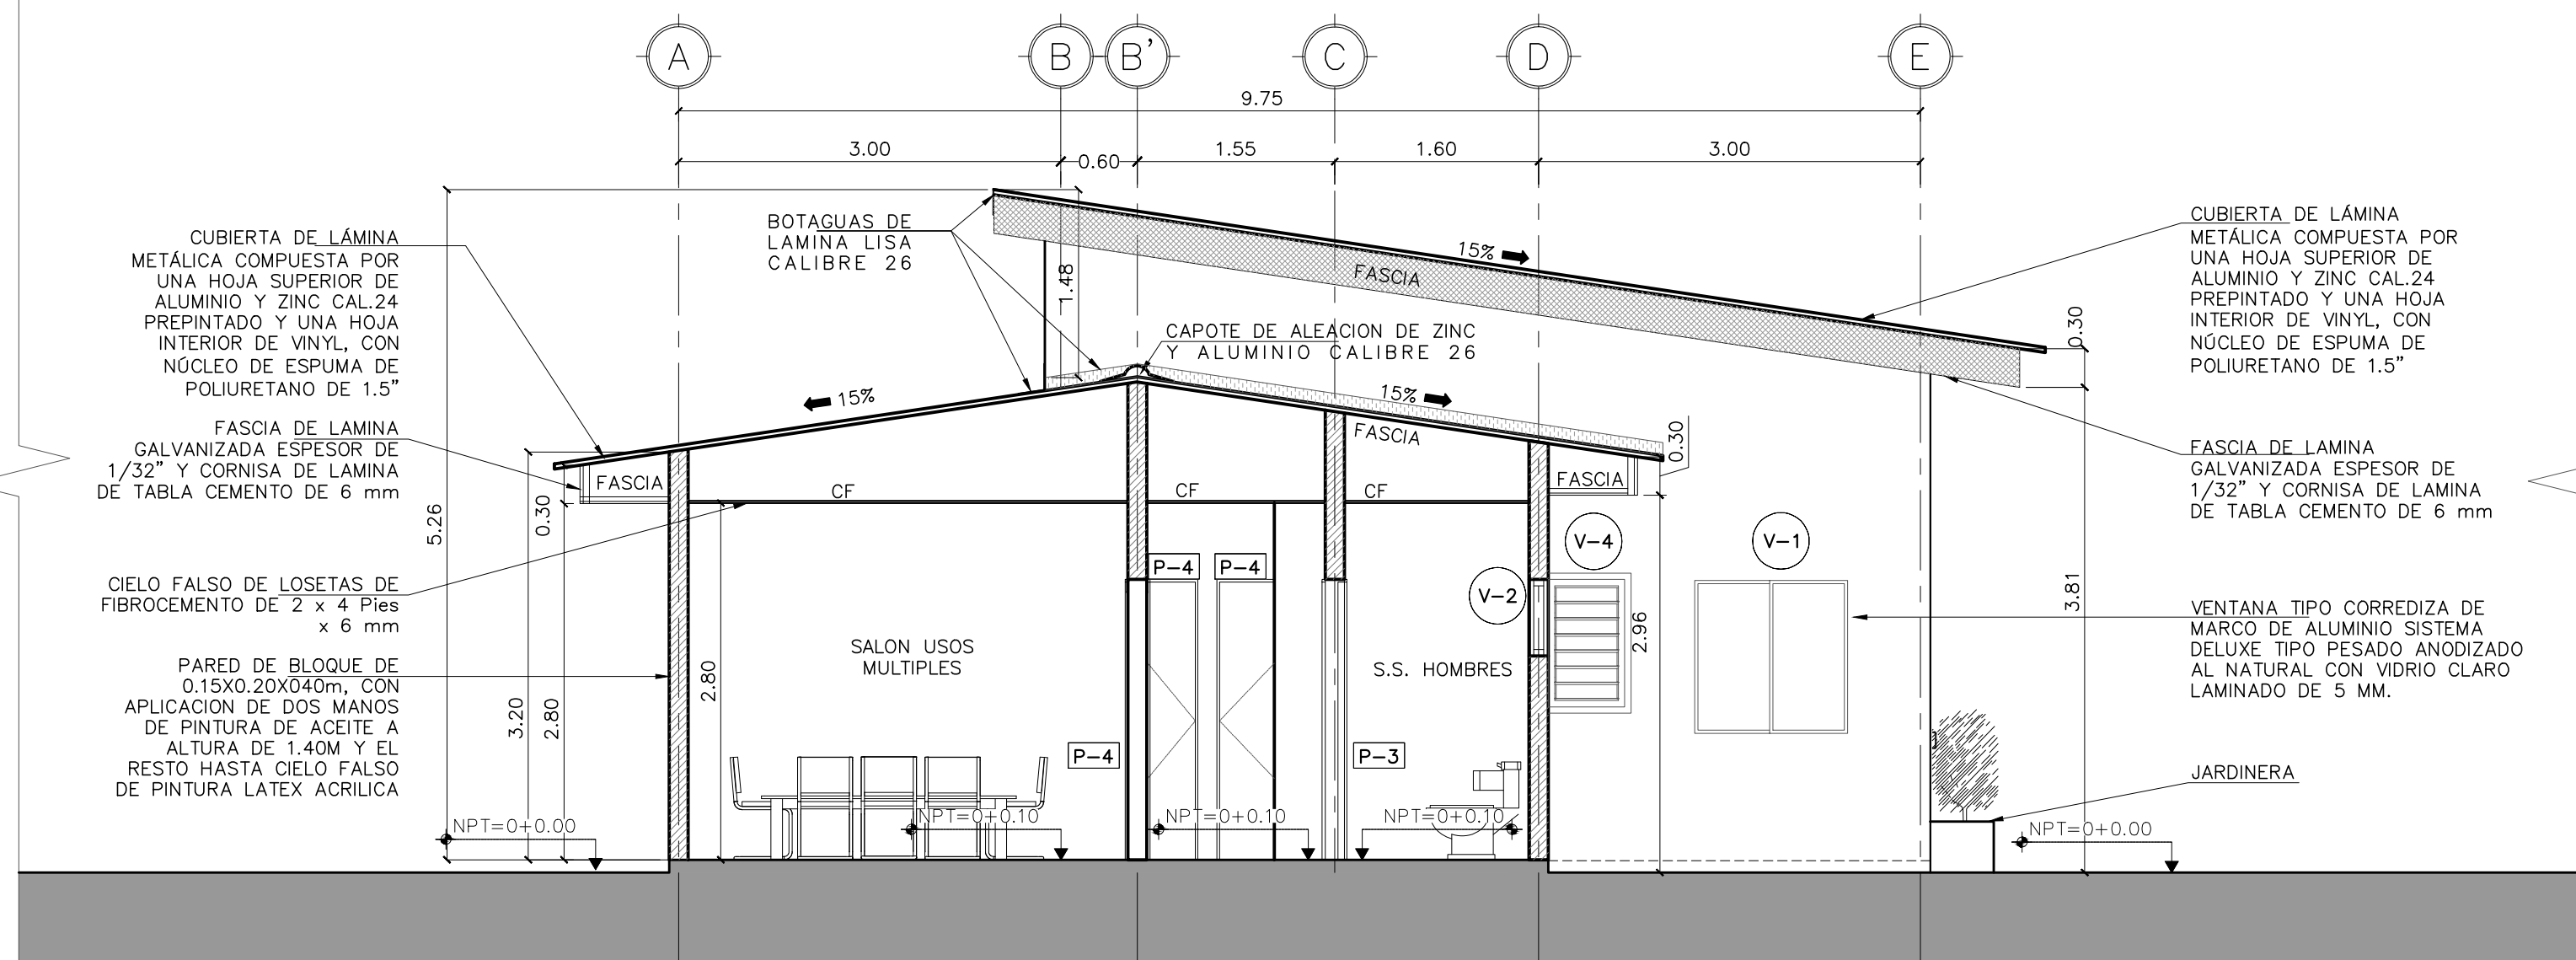 A
B
B'
C
D
E
9.75
3.00
0.60
1.55
1.60
3.00
CUBIERTA DE LÁMINA
METÁLICA COMPUESTA POR
UNA HOJA SUPERIOR DE
ALUMINIO Y ZINC CAL.24
PREPINTADO Y UNA HOJA
INTERIOR DE VINYL, CON
NÚCLEO DE ESPUMA DE
POLIURETANO DE 1.5"
FASCIA DE LAMINA
GALVANIZADA ESPESOR DE
1/32" Y CORNISA DE LAMINA
DE TABLA CEMENTO DE 6 mm
CIELO FALSO DE LOSETAS DE
FIBROCEMENTO DE 2 x 4 Pies
x 6 mm
PARED DE BLOQUE DE
0.15X0.20X040m, CON
APLICACION DE DOS MANOS
DE PINTURA DE ACEITE A
ALTURA DE 1.40M Y EL
RESTO HASTA CIELO FALSO
DE PINTURA LATEX ACRILICA
5.26
3.20
0.30
2.80
NPT=0+0.00
BOTAGUAS DE
LAMINA LISA
CALIBRE 26
1.48
CAPOTE DE ALEACION DE ZINC
Y ALUMINIO CALIBRE 26
15%
FASCIA
15%
15%
FASCIA
FASCIA
FASCIA
0.30
CF
CF
CF
2.80
SALON USOS
MULTIPLES
P-4
P-4
P-4
P-3
S.S. HOMBRES
V-2
V-4
V-1
2.96
NPT=0+0.10
NPT=0+0.10
NPT=0+0.10
0.30
3.81
NPT=0+0.00
CUBIERTA DE LÁMINA
METÁLICA COMPUESTA POR
UNA HOJA SUPERIOR DE
ALUMINIO Y ZINC CAL.24
PREPINTADO Y UNA HOJA
INTERIOR DE VINYL, CON
NÚCLEO DE ESPUMA DE
POLIURETANO DE 1.5"
FASCIA DE LAMINA
GALVANIZADA ESPESOR DE
1/32" Y CORNISA DE LAMINA
DE TABLA CEMENTO DE 6 mm
VENTANA TIPO CORREDIZA DE
MARCO DE ALUMINIO SISTEMA
DELUXE TIPO PESADO ANODIZADO
AL NATURAL CON VIDRIO CLARO
LAMINADO DE 5 MM.
JARDINERA